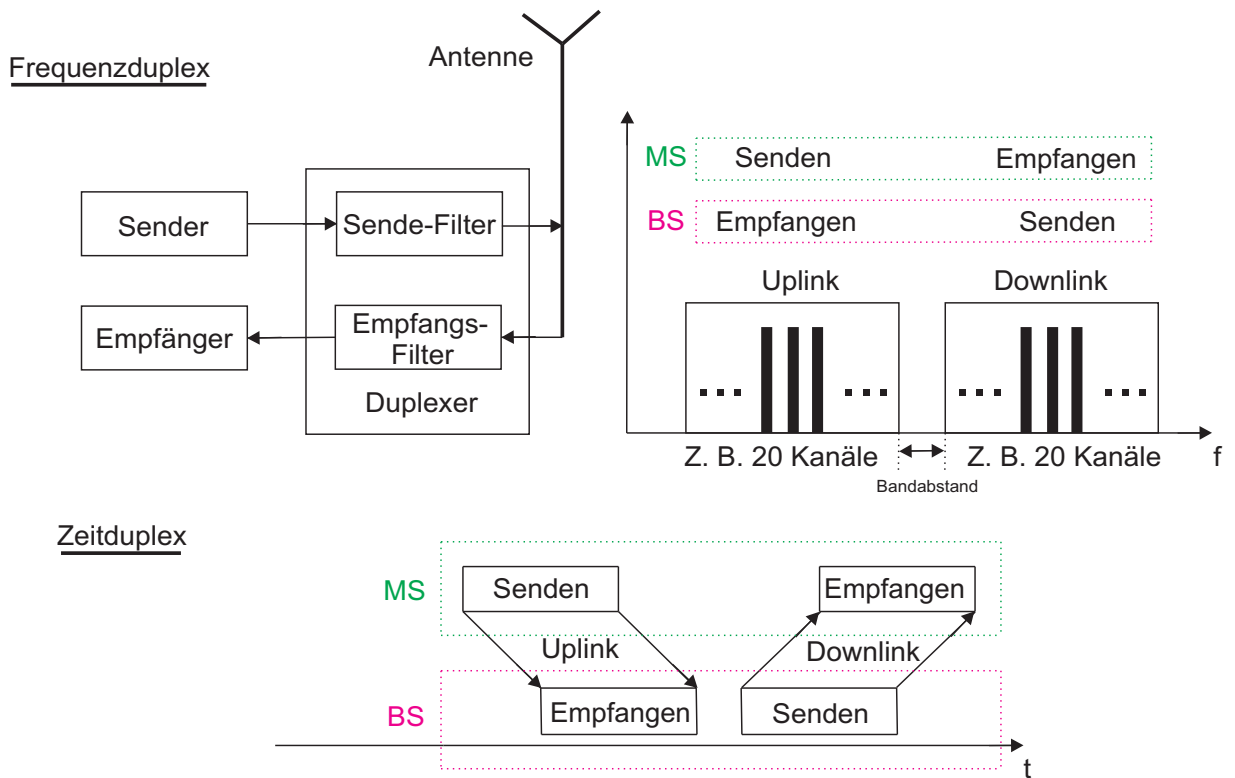 Frequenzduplex
Antenne
Sender
Sende-Filter
Empfänger
Empfangs-
Filter
Duplexer
MS
Senden
Empfangen
BS
Empfangen
Senden
Uplink
Downlink
Z. B. 20 Kanäle
Z. B. 20 Kanäle
f
Bandabstand
Zeitduplex
MS
Senden
Empfangen
Uplink
Downlink
BS
Empfangen
Senden
t